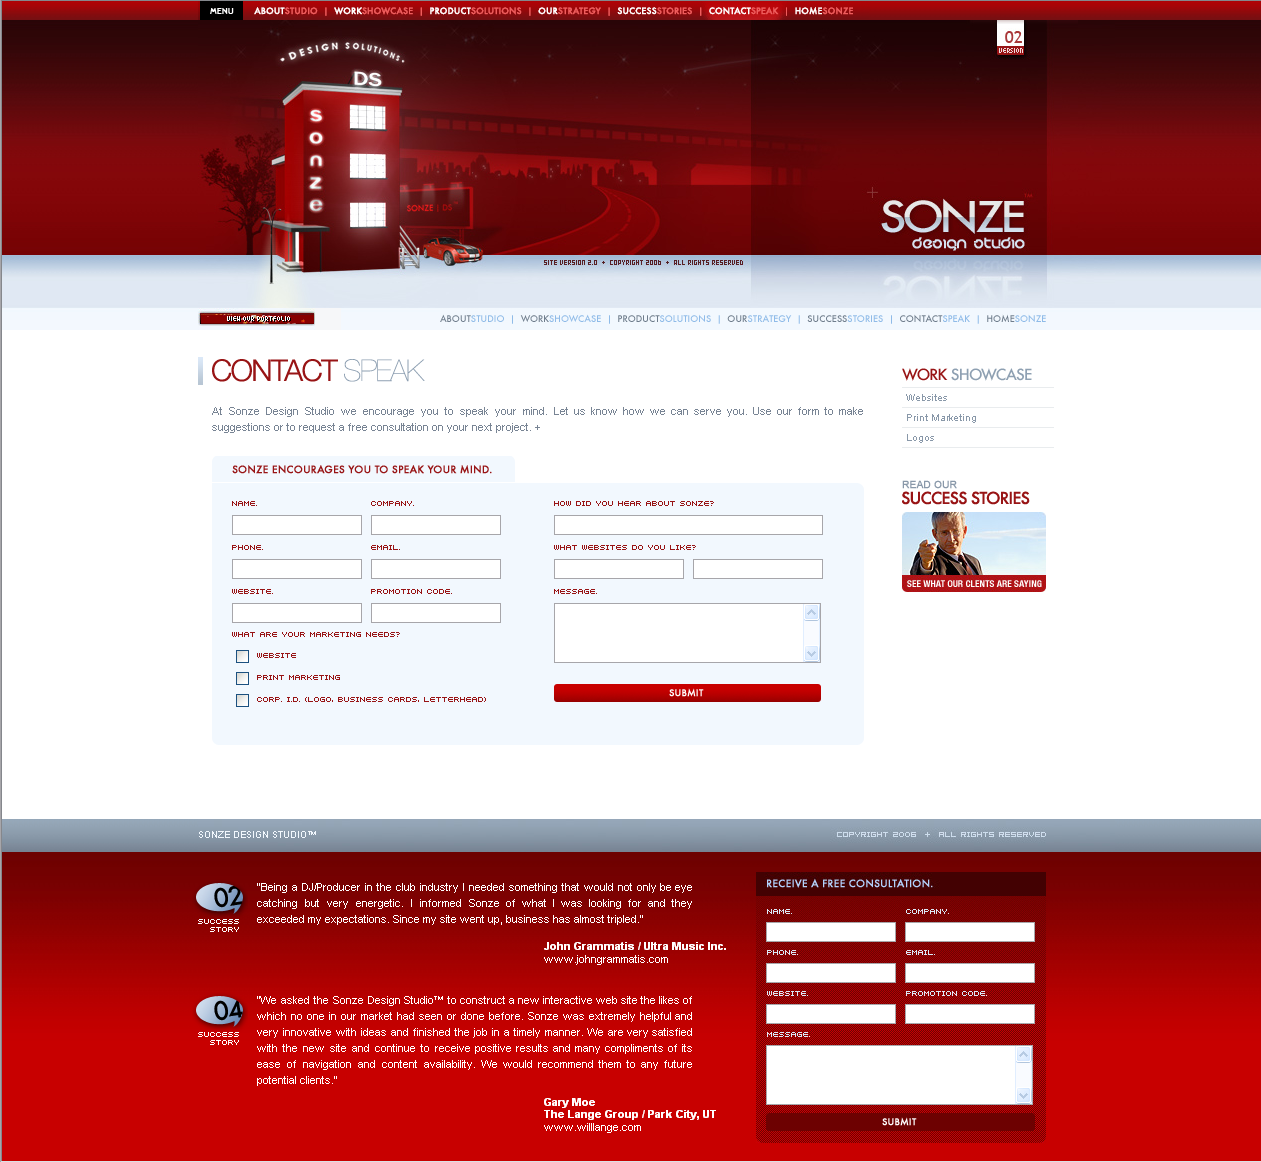 MENU
ABOUTSTUDIO | WORKSHOWCASE | PRODUCTSOLUTIONS | OURSTRATEGY | SUCCESSSTORIES | CONTACTSPEAK | HOMESONZE
02
VERSION
• DESIGN SOLUTIONS •
DS
sonze
SONZE | DS
SONZE
design studio
SITE VERSION 2.0 + COPYRIGHT 2006 + ALL RIGHTS RESERVED
VIEW OUR PORTFOLIO
ABOUTSTUDIO | WORKSHOWCASE | PRODUCTSOLUTIONS | OURSTRATEGY | SUCCESSSTORIES | CONTACTSPEAK | HOMESONZE
CONTACT SPEAK
At Sonze Design Studio we encourage you to speak your mind. Let us know how we can serve you. Use our form to make
suggestions or to request a free consultation on your next project. +
SONZE ENCOURAGES YOU TO SPEAK YOUR MIND.
NAME. COMPANY.
PHONE. EMAIL.
WEBSITE. PROMOTION CODE.
WHAT ARE YOUR MARKETING NEEDS?
WEBSITE
PRINT MARKETING
CORP. I.D. (LOGO, BUSINESS CARDS, LETTERHEAD)
HOW DID YOU HEAR ABOUT SONZE?
WHAT WEBSITES DO YOU LIKE?
MESSAGE.
SUBMIT
WORK SHOWCASE
Websites
Print Marketing
Logos
READ OUR
SUCCESS STORIES
SEE WHAT OUR CLENTS ARE SAYING
SONZE DESIGN STUDIO™
COPYRIGHT 2006 + ALL RIGHTS RESERVED
02
SUCCESS
STORY
"Being a DJ/Producer in the club industry I needed something that would not only be eye
catching but very energetic. I informed Sonze of what I was looking for and they
exceeded my expectations. Since my site went up, business has almost tripled."
John Grammatis / Ultra Music Inc.
www.johngrammatis.com
04
SUCCESS
STORY
"We asked the Sonze Design Studio™ to construct a new interactive web site the likes of
which no one in our market had seen or done before. Sonze was extremely helpful and
very innovative with ideas and finished the job in a timely manner. We are very satisfied
with the new site and continue to receive positive results and many compliments of its
ease of navigation and content availability. We would recommend them to any future
potential clients."
Gary Moe
The Lange Group / Park City, UT
www.willlange.com
RECEIVE A FREE CONSULTATION.
NAME. COMPANY.
PHONE. EMAIL.
WEBSITE. PROMOTION CODE.
MESSAGE.
SUBMIT